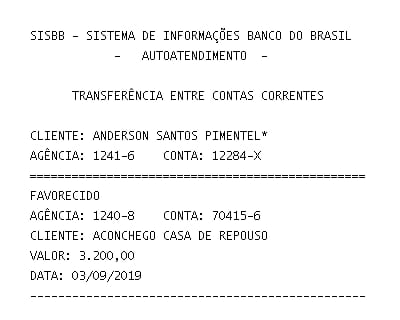 SISBB - SISTEMA DE INFORMAÇÕES BANCO DO BRASIL
- AUTOATENDIMENTO -
TRANSFERÊNCIA ENTRE CONTAS CORRENTES
CLIENTE: ANDERSON SANTOS PIMENTEL*
AGÊNCIA: 1241-6 CONTA: 12284-X
================================================
FAVORECIDO
AGÊNCIA: 1240-8 CONTA: 70415-6
CLIENTE: ACONCHEGO CASA DE REPOUSO
VALOR: 3.200,00
DATA: 03/09/2019
------------------------------------------------